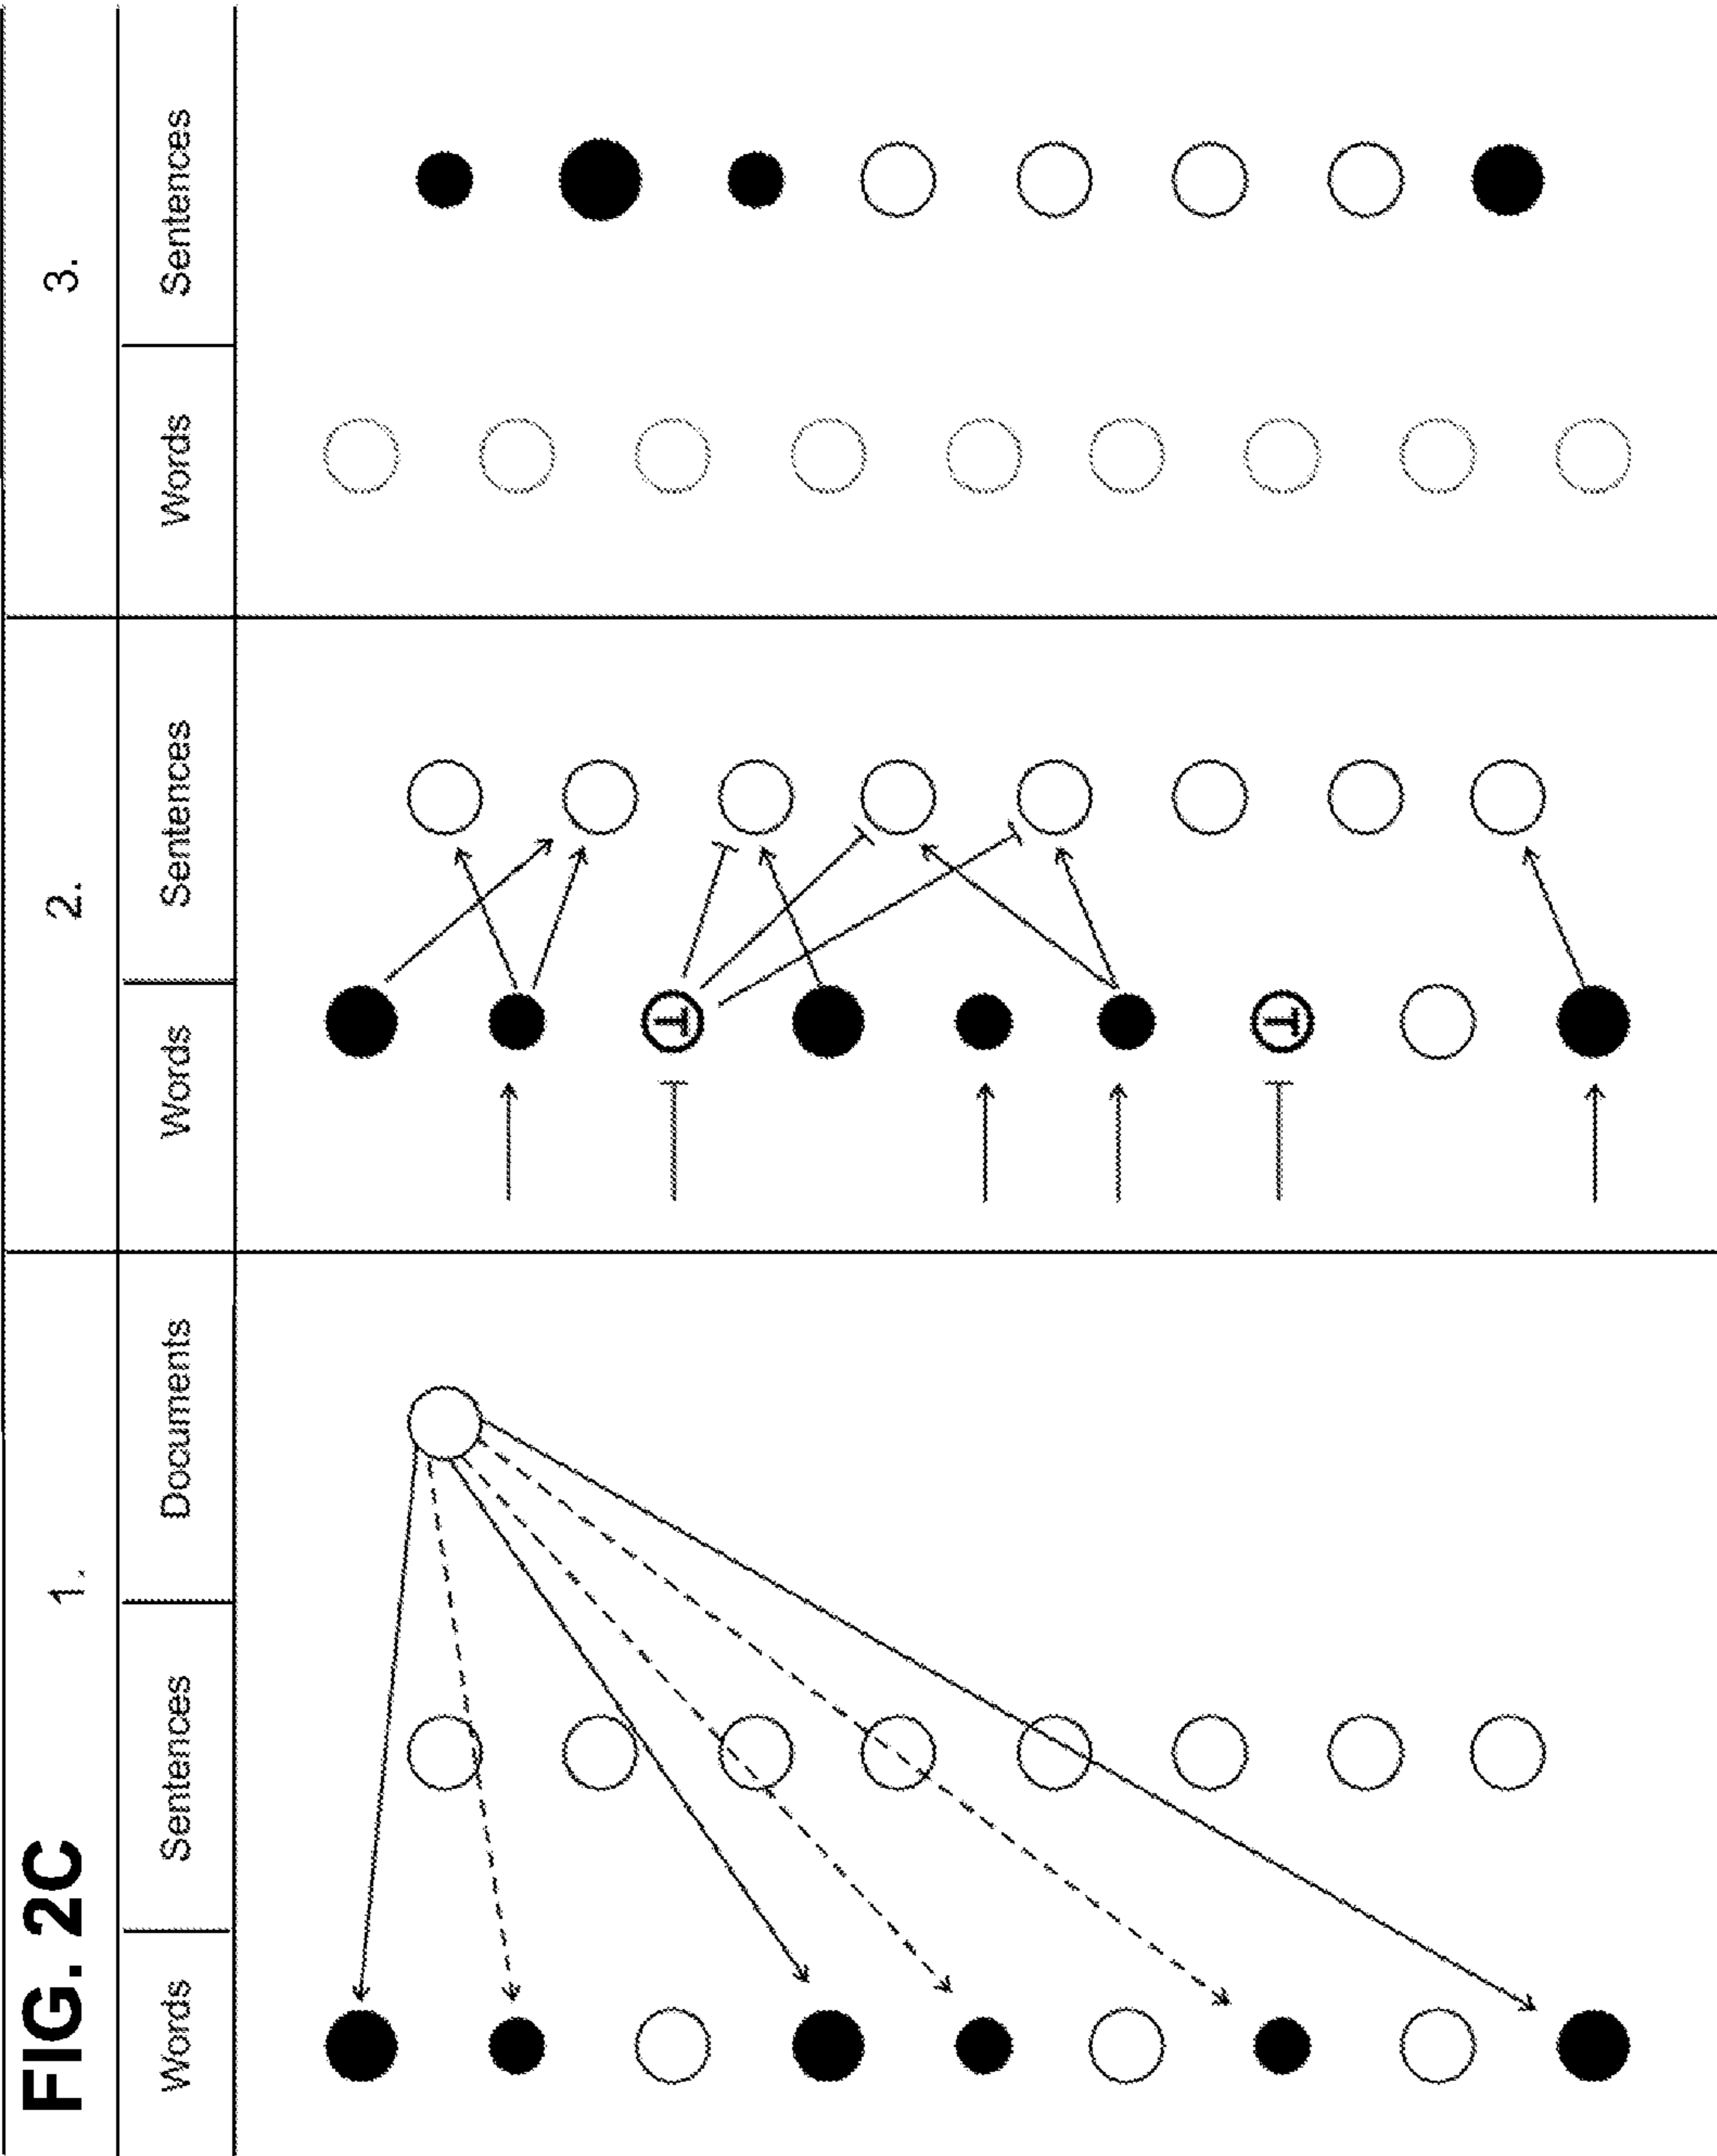 FIG. 2C
1. 2. 3.
Words Sentences Documents Words Sentences Words Sentences
T
T